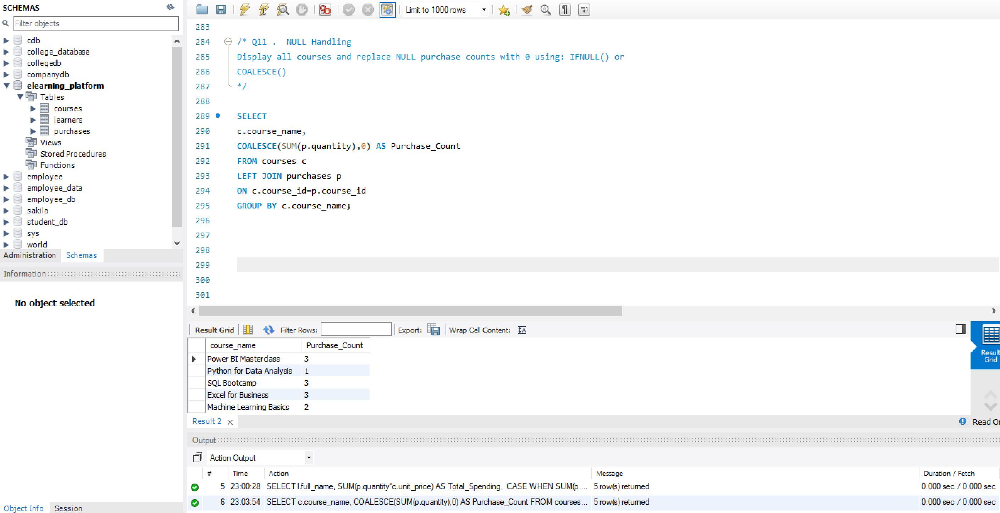 SCHEMAS
Filter objects
cdb
college_database
collegedb
companydb
elearning_platform
Tables
courses
learners
purchases
Views
Stored Procedures
Functions
employee
employee_data
employee_db
sakila
student_db
sys
world
Administration Schemas
Information
No object selected
Object Info Session
Limit to 1000 rows
283
284 /* Q11 .  NULL Handling
285 Display all courses and replace NULL purchase counts with 0 using: IFNULL() or
286 COALESCE()
287 */
288
289 SELECT
290 c.course_name,
291 COALESCE(SUM(p.quantity),0) AS Purchase_Count
292 FROM courses c
293 LEFT JOIN purchases p
294 ON c.course_id=p.course_id
295 GROUP BY c.course_name;
296
297
298
299
300
301
Result Grid Filter Rows: Export: Wrap Cell Content:
course_name Purchase_Count
Power BI Masterclass 3
Python for Data Analysis 1
SQL Bootcamp 3
Excel for Business 3
Machine Learning Basics 2
Result
Grid
Result 2 Read On
Output
Action Output
# Time Action Message Duration / Fetch
5 23:00:28 SELECT l.full_name, SUM(p.quantity*c.unit_price) AS Total_Spending,  CASE WHEN SUM(p.... 5 row(s) returned 0.000 sec / 0.000 sec
6 23:03:54 SELECT c.course_name, COALESCE(SUM(p.quantity),0) AS Purchase_Count FROM courses... 5 row(s) returned 0.000 sec / 0.000 sec